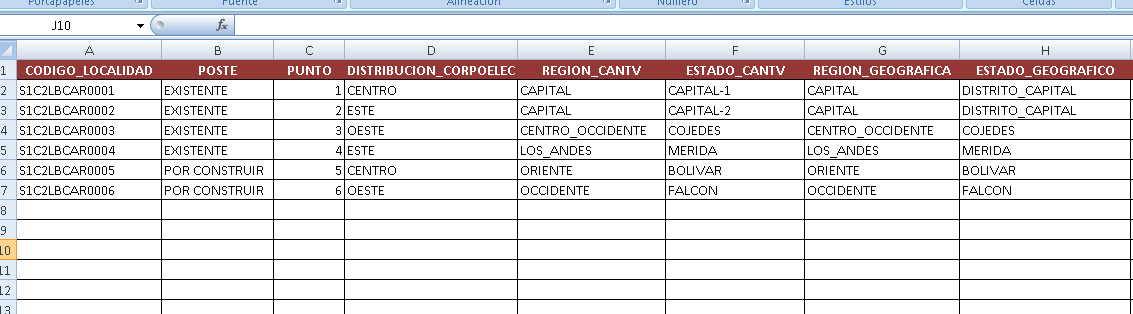 Portapapeles Fuente Alineación Número Estilos Celdas
J10 fx
A B C D E F G H
1 CODIGO_LOCALIDAD POSTE PUNTO DISTRIBUCION_CORPOELEC REGION_CANTV ESTADO_CANTV REGION_GEOGRAFICA ESTADO_GEOGRAFICO
2 S1C2LBCAR0001 EXISTENTE 1 CENTRO CAPITAL CAPITAL-1 CAPITAL DISTRITO_CAPITAL
3 S1C2LBCAR0002 EXISTENTE 2 ESTE CAPITAL CAPITAL-2 CAPITAL DISTRITO_CAPITAL
4 S1C2LBCAR0003 EXISTENTE 3 OESTE CENTRO_OCCIDENTE COJEDES CENTRO_OCCIDENTE COJEDES
5 S1C2LBCAR0004 EXISTENTE 4 ESTE LOS_ANDES MERIDA LOS_ANDES MERIDA
6 S1C2LBCAR0005 POR CONSTRUIR 5 CENTRO ORIENTE BOLIVAR ORIENTE BOLIVAR
7 S1C2LBCAR0006 POR CONSTRUIR 6 OESTE OCCIDENTE FALCON OCCIDENTE FALCON
8
9
10
11
12
13